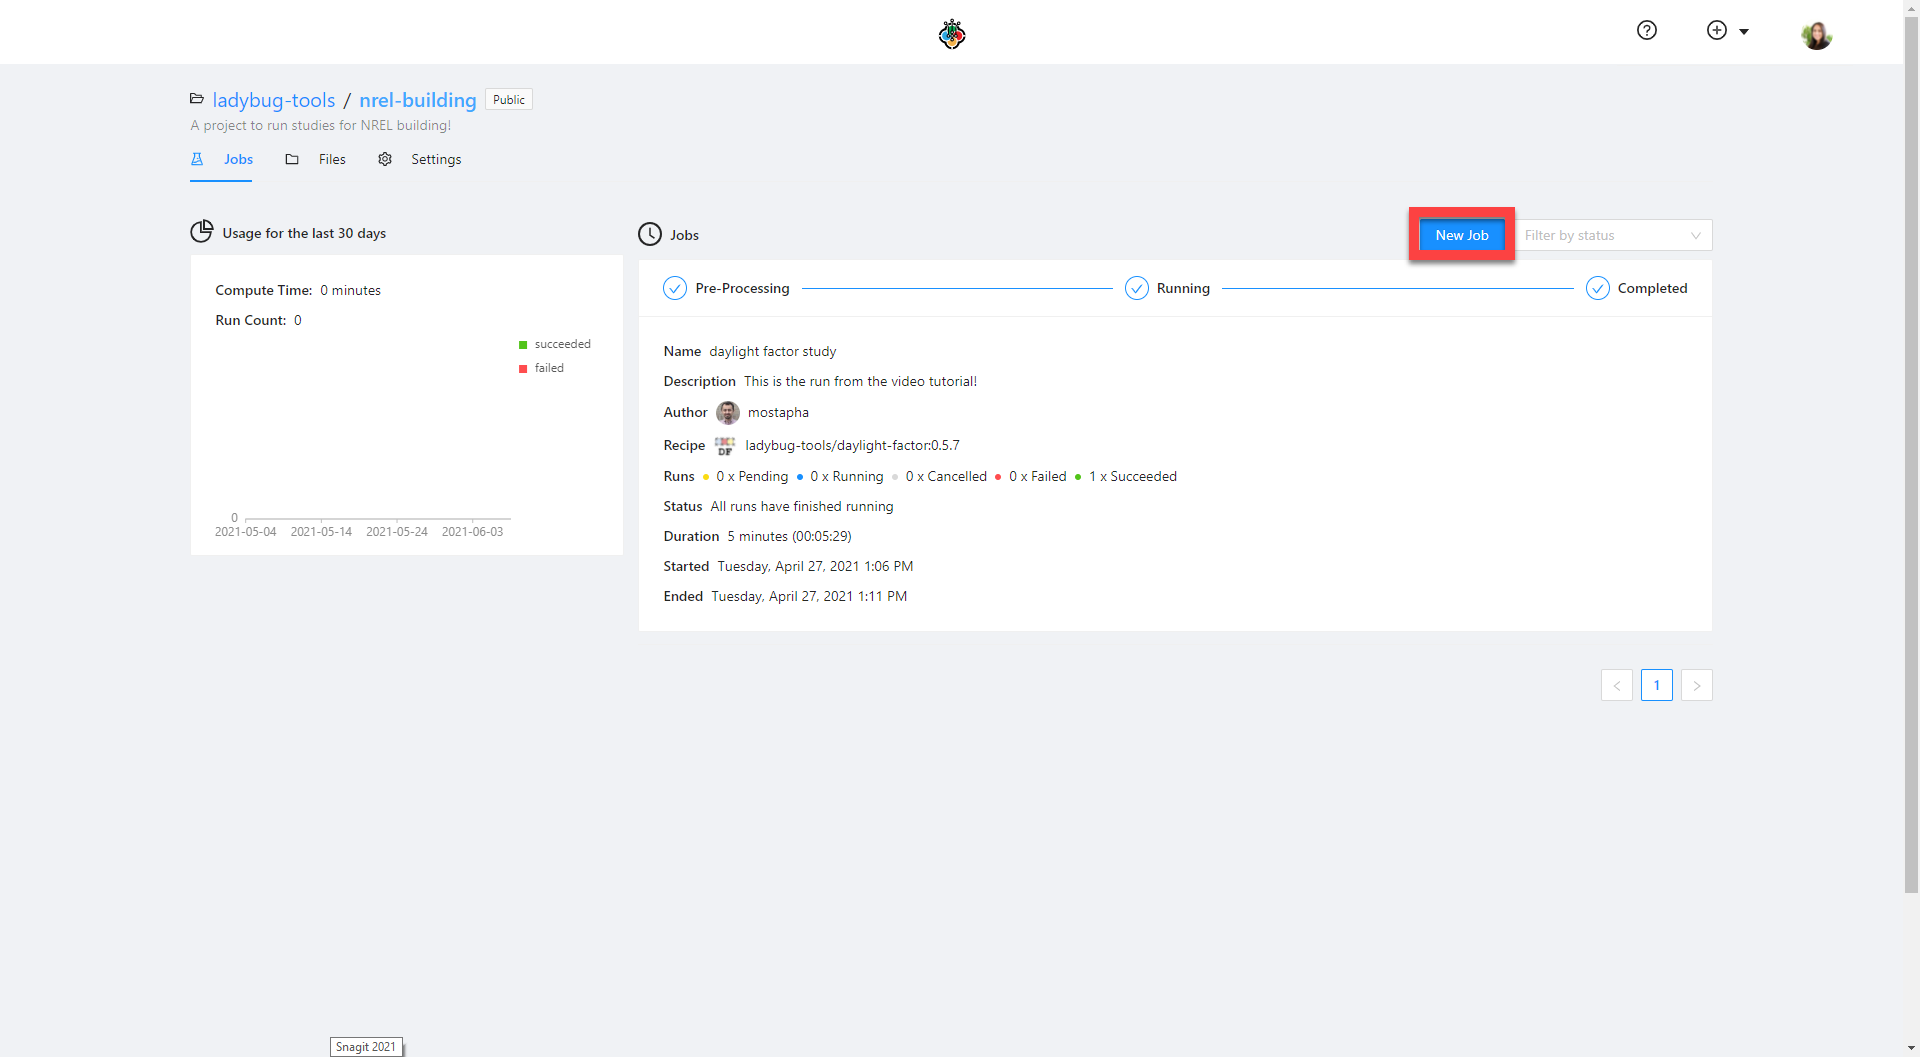 ladybug-tools / nrel-building Public
A project to run studies for NREL building!
Jobs Files Settings
Usage for the last 30 days
Compute Time: 0 minutes
Run Count: 0
succeeded
failed
0
2021-05-04 2021-05-14 2021-05-24 2021-06-03
Jobs New Job Filter by status
Pre-Processing Running Completed
Name daylight factor study
Description This is the run from the video tutorial!
Author mostapha
Recipe DF ladybug-tools/daylight-factor:0.5.7
Runs 0 x Pending 0 x Running 0 x Cancelled 0 x Failed 1 x Succeeded
Status All runs have finished running
Duration 5 minutes (00:05:29)
Started Tuesday, April 27, 2021 1:06 PM
Ended Tuesday, April 27, 2021 1:11 PM
< 1 >
Snagit 2021